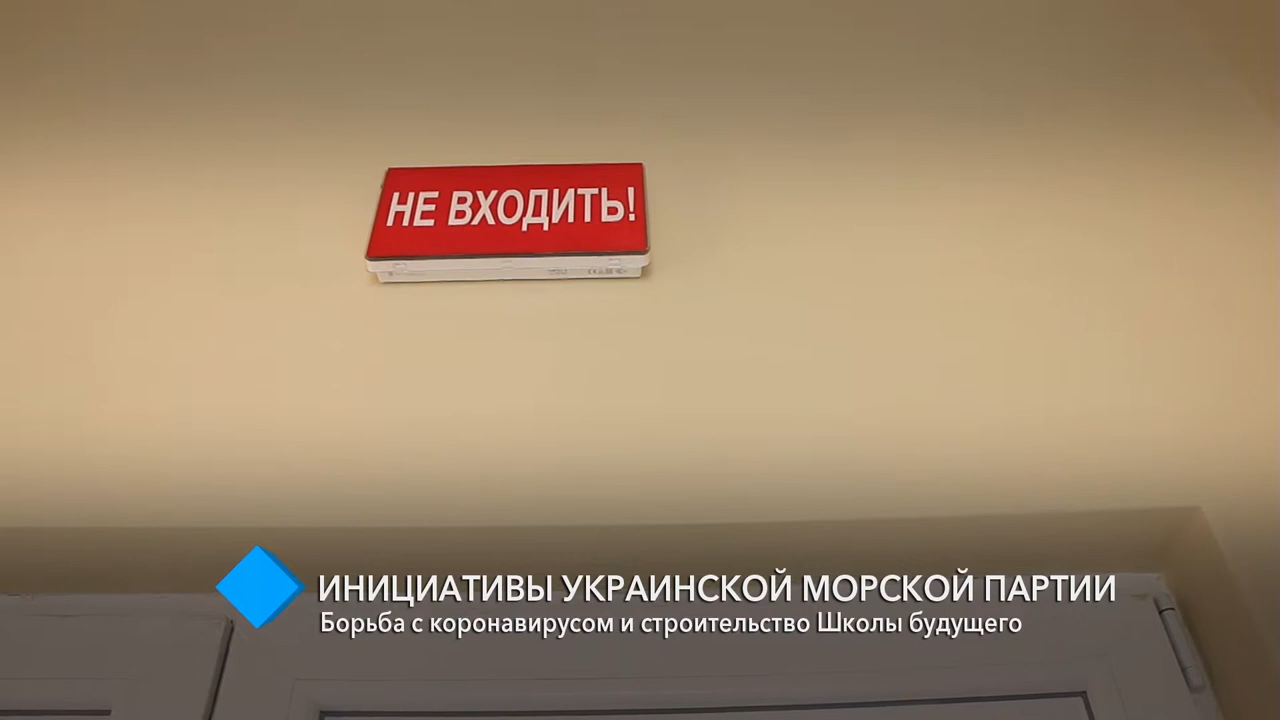 НЕ ВХОДИТЬ!
ИНИЦИАТИВЫ УКРАИНСКОЙ МОРСКОЙ ПАРТИИ
Борьба с коронавирусом и строительство Школы будущего